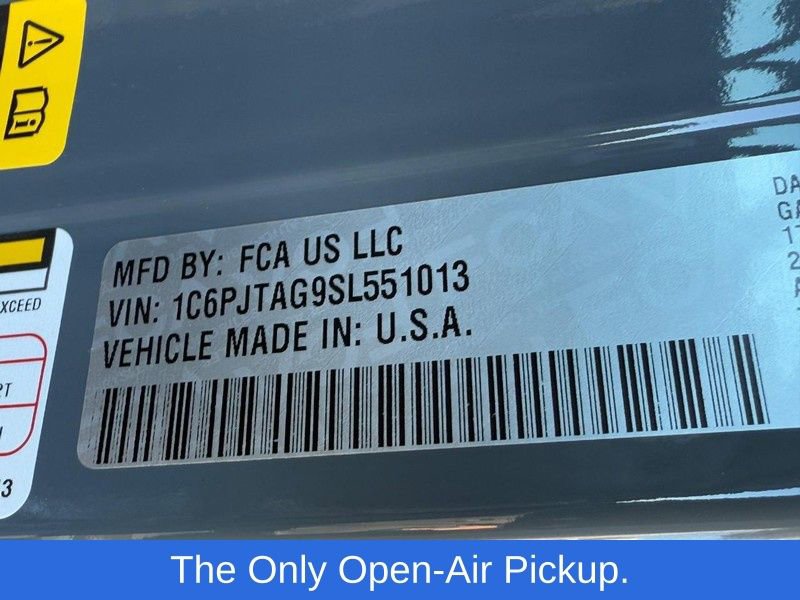 MFD BY: FCA US LLC
VIN: 1C6PJTAG9SL551013
VEHICLE MADE IN: U.S.A.
EXCEED
The Only Open-Air Pickup.